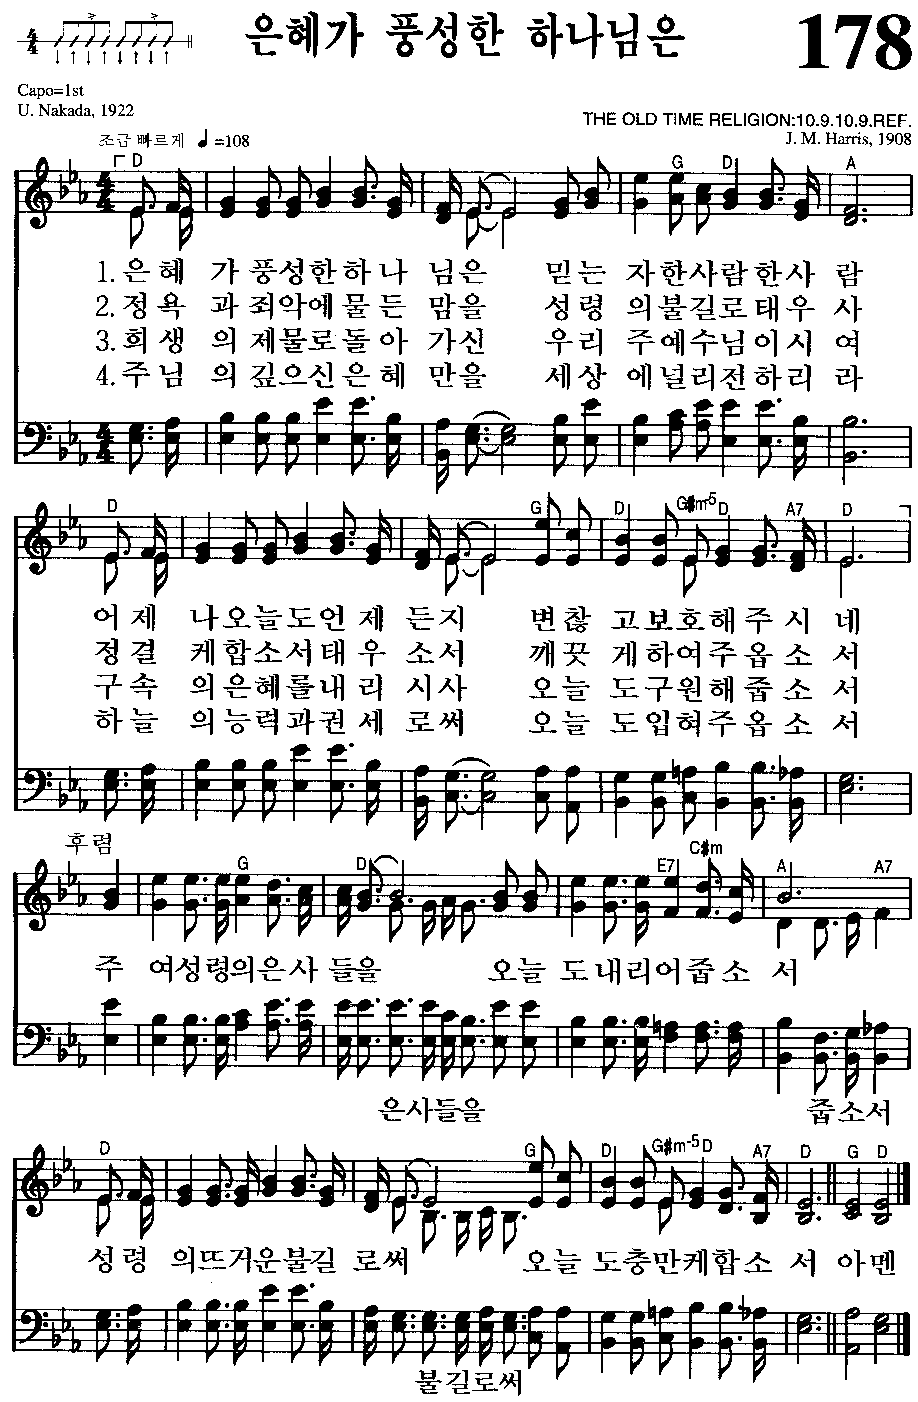 은혜가 풍성한 하나님은
178
Capo=1st
U. Nakada, 1922
THE OLD TIME RELIGION:10.9.10.9.REF.
J. M. Harris, 1908
조금 빠르게 ♩=108
D G D A
1.은혜 가풍성한하나 님은 믿는 자한사람한사 람
2.정욕 과죄악에물든 맘을 성령 의불길로태우 사
3.희생 의제물로돌아 가신 우리 주예수님이시 여
4.주님 의깊으신은혜 만을 세상 에널리전하리 라
D G D G#m-5 D A7 D
어제 나오늘도언제 든지 변찮 고보호해주시 네
정결 케합소서태우 소서 깨끗 게하여주옵소 서
구속 의은혜를내리 시사 오늘 도구원해줍소 서
하늘 의능력과권세 로써 오늘 도입혀주옵소 서
후렴
G D E7 C#m A A7
주 여성령의은사 들을 오늘 도내리어줍소 서
은사들을 줍소서
D G D G#m-5 D A7 D G D
성령 의뜨거운불길 로써 오늘 도충만케합소 서 아멘
불길로써